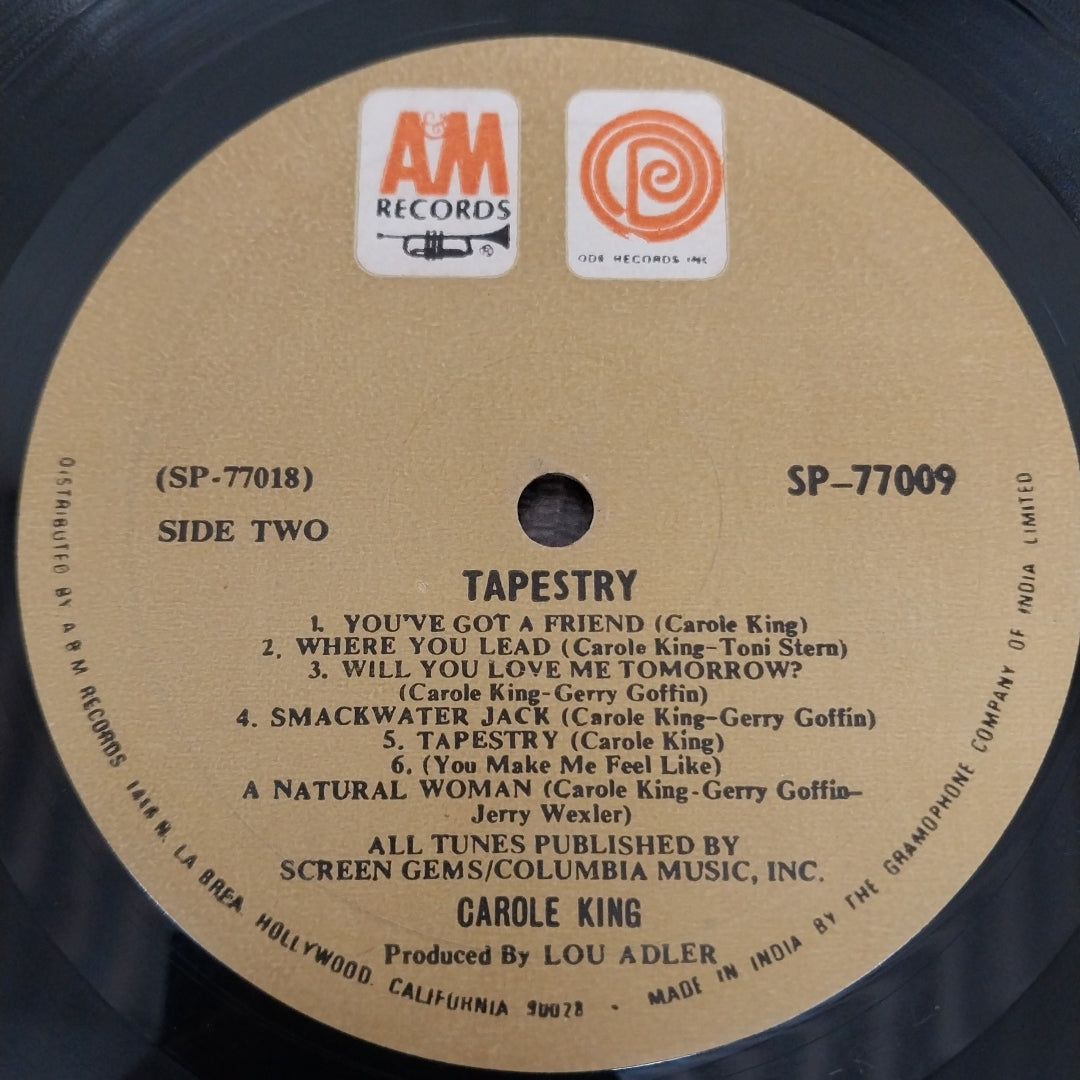 A&M
RECORDS
®
ODE RECORDS INC
(SP-77018)
SP-77009
SIDE TWO
TAPESTRY
1. YOU'VE GOT A FRIEND (Carole King)
2. WHERE YOU LEAD (Carole King-Toni Stern)
3. WILL YOU LOVE ME TOMORROW?
(Carole King-Gerry Goffin)
4. SMACKWATER JACK (Carole King-Gerry Goffin)
5. TAPESTRY (Carole King)
6. (You Make Me Feel Like)
A NATURAL WOMAN (Carole King-Gerry Goffin-
Jerry Wexler)
ALL TUNES PUBLISHED BY
SCREEN GEMS/COLUMBIA MUSIC, INC.
CAROLE KING
Produced By LOU ADLER
DISTRIBUTED BY A & M RECORDS 1416 N. LA BREA. HOLLYWOOD. CALIFORNIA 90028 - MADE IN INDIA BY THE GRAMOPHONE COMPANY OF INDIA LIMITED